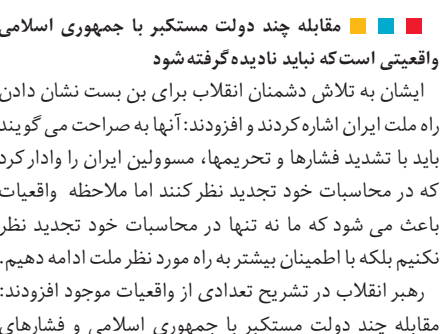 مقابله چند دولت مستکبر با جمهوری اسلامی
واقعیتی است که نباید نادیده گرفته شود
ایشان به تلاش دشمنان انقلاب برای بن بست نشان دادن
راه ملت ایران اشاره کردند و افزودند: آنها به صراحت می گویند
باید با تشدید فشارها و تحریمها، مسوولین ایران را وادار کرد
که در محاسبات خود تجدید نظر کنند اما ملاحظه واقعیات
باعث می شود که ما نه تنها در محاسبات خود تجدید نظر
نکنیم بلکه با اطمینان بیشتر به راه مورد نظر ملت ادامه دهیم.
رهبر انقلاب در تشریح تعدادی از واقعیات موجود افزودند:
مقابله چند دولت مستکبر با جمهوری اسلامی و فشارهای